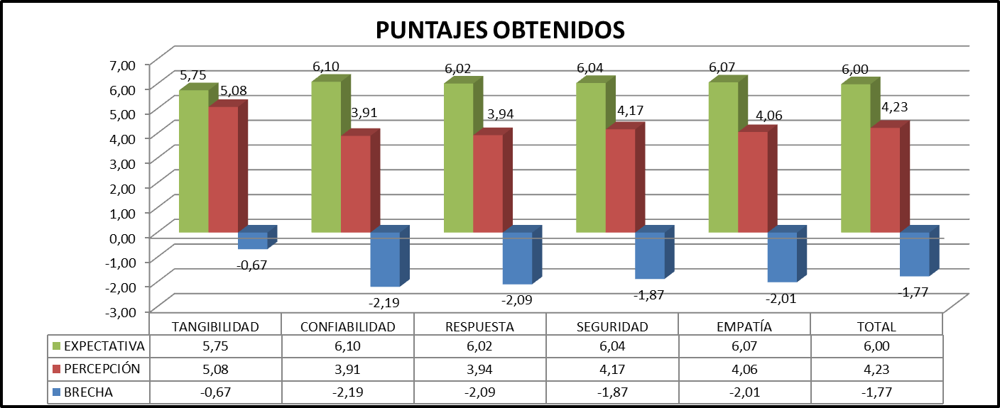 PUNTAJES OBTENIDOS
7,00
6,00
5,00
4,00
3,00
2,00
1,00
0,00
-1,00
-2,00
-3,00
5,75 6,10 6,02 6,04 6,07 6,00
5,08 3,91 3,94 4,17 4,06 4,23
-0,67 -2,19 -2,09 -1,87 -2,01 -1,77
TANGIBILIDAD CONFIABILIDAD RESPUESTA SEGURIDAD EMPATÍA TOTAL
EXPECTATIVA 5,75 6,10 6,02 6,04 6,07 6,00
PERCEPCIÓN 5,08 3,91 3,94 4,17 4,06 4,23
BRECHA -0,67 -2,19 -2,09 -1,87 -2,01 -1,77